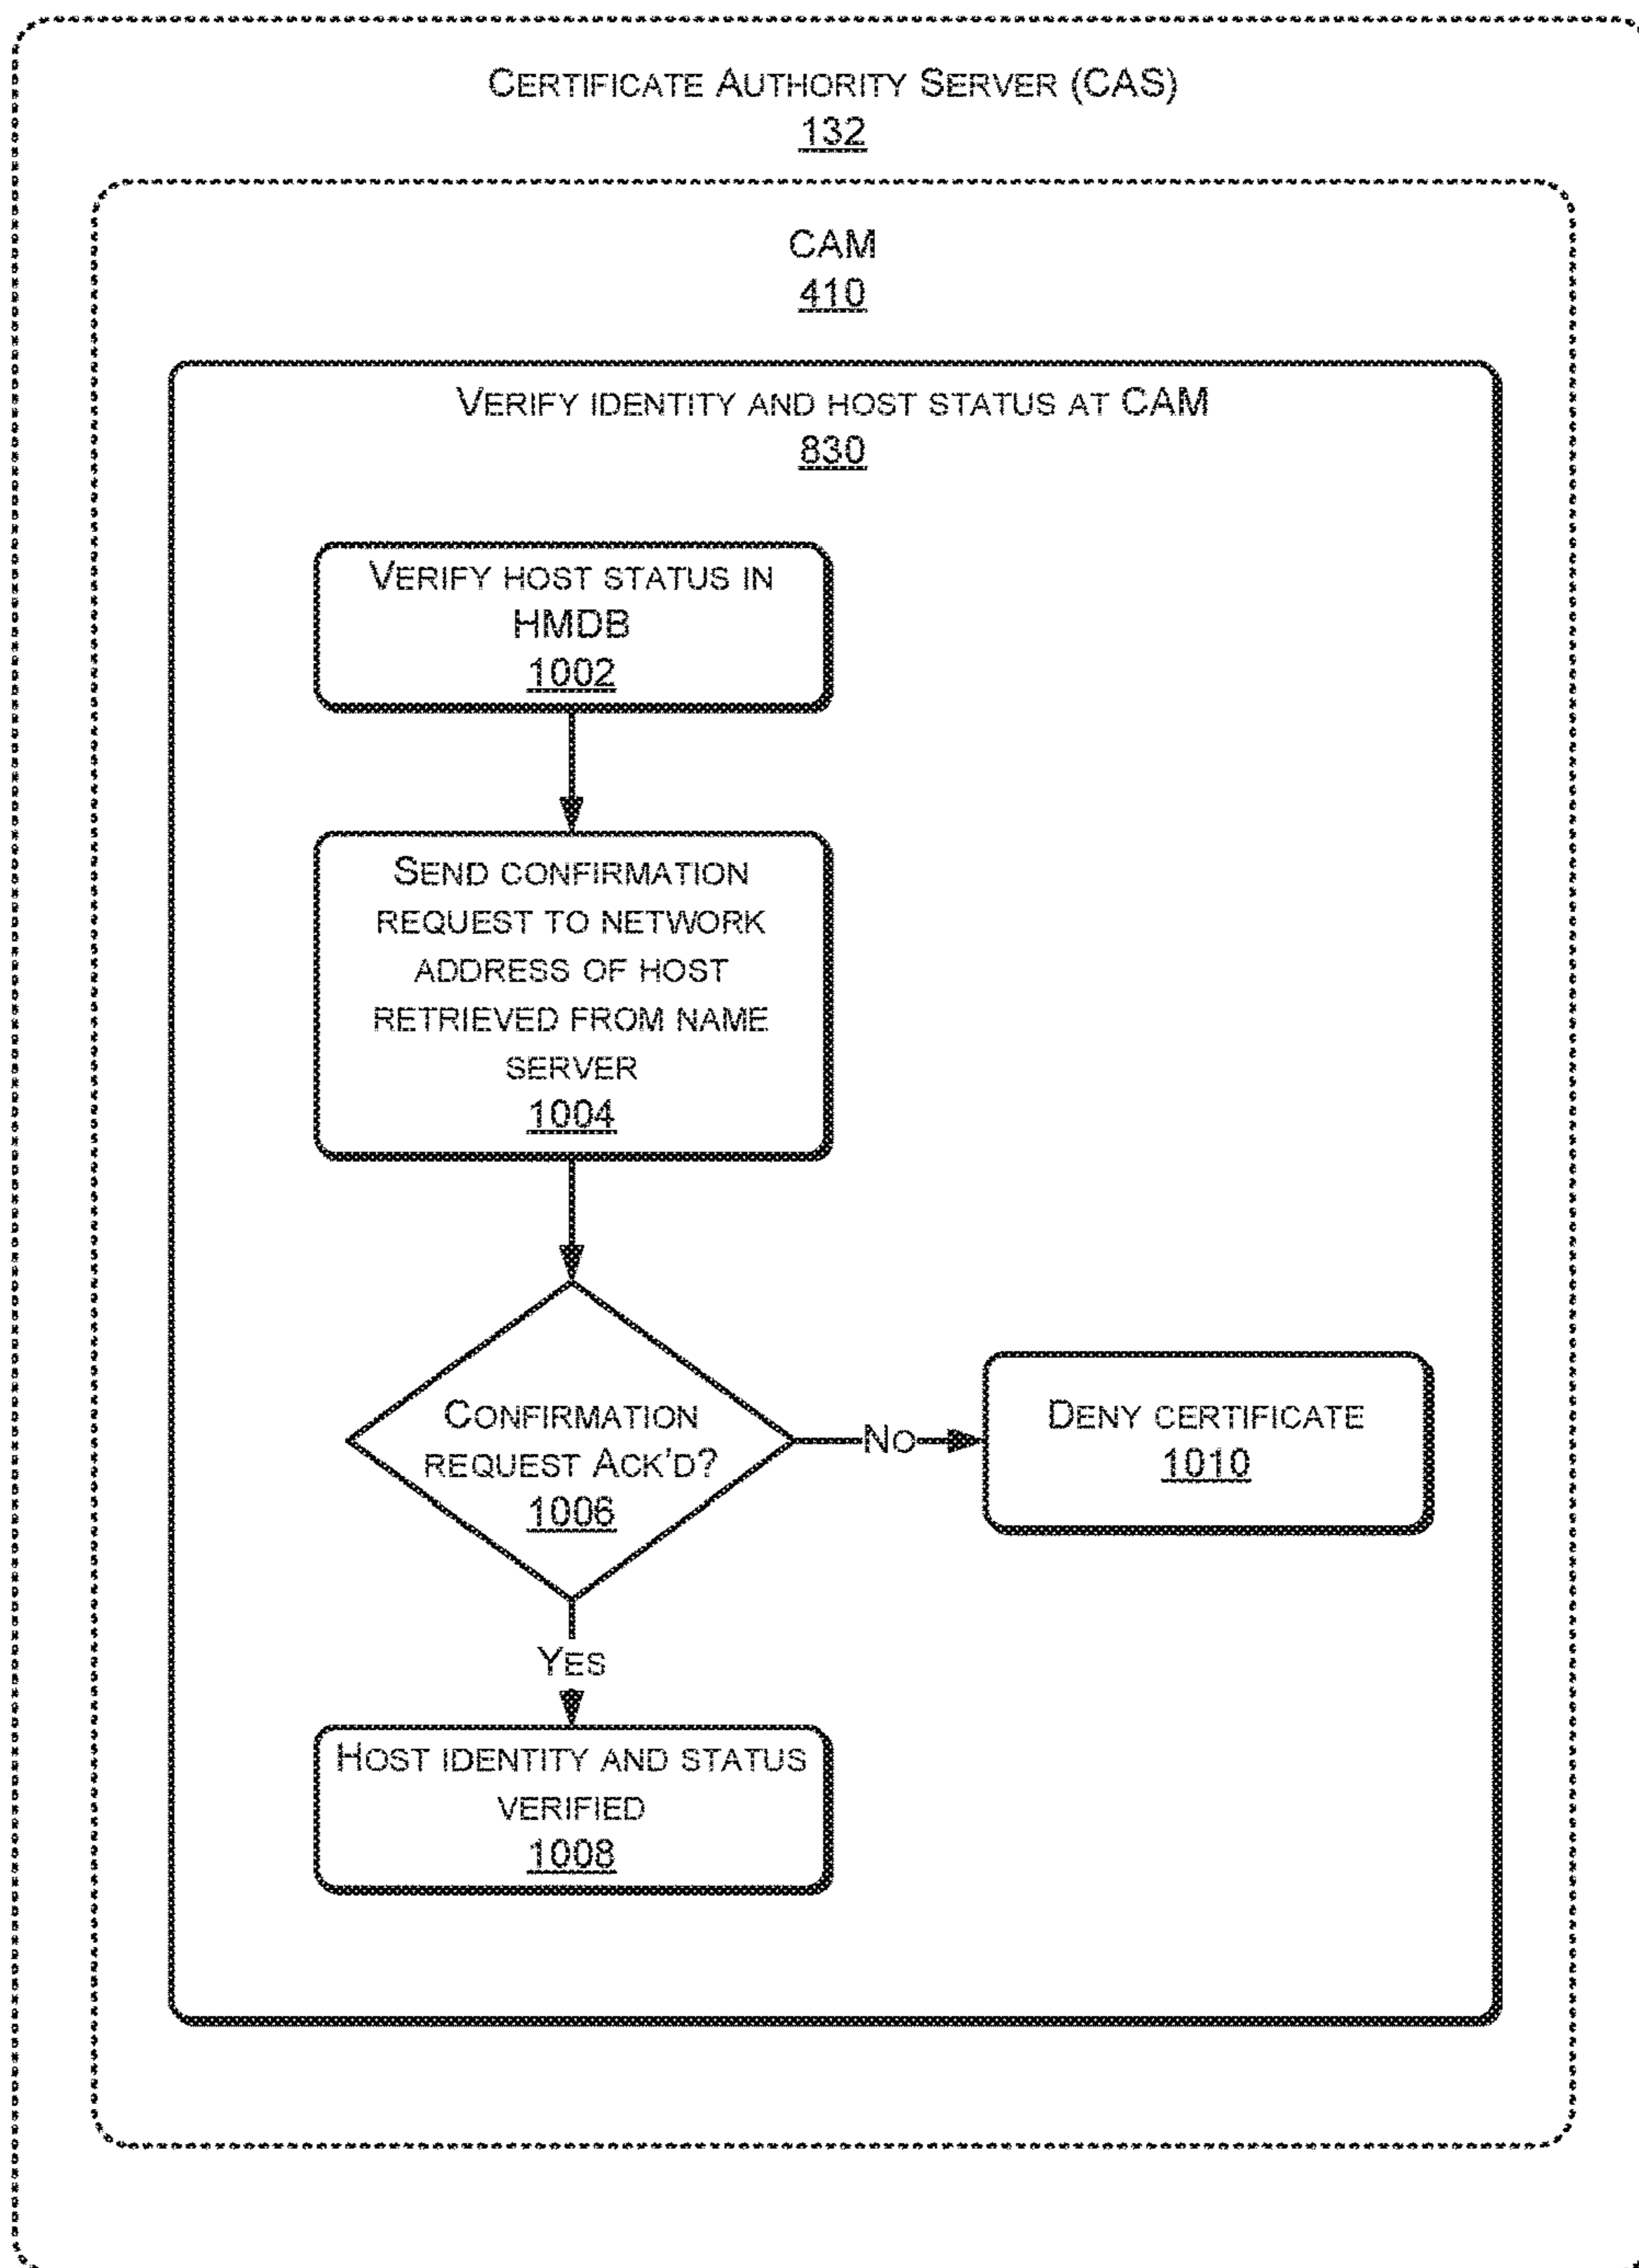 CERTIFICATE AUTHORITY SERVER (CAS)
132
CAM
410
VERIFY IDENTITY AND HOST STATUS AT CAM
830
VERIFY HOST STATUS IN
HMDB
1002
SEND CONFIRMATION
REQUEST TO NETWORK
ADDRESS OF HOST
RETRIEVED FROM NAME
SERVER
1004
CONFIRMATION
REQUEST ACK'D?
1006
NO
DENY CERTIFICATE
1010
YES
HOST IDENTITY AND STATUS
VERIFIED
1008